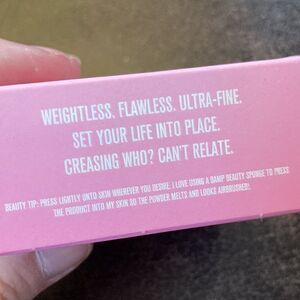 WEIGHTLESS. FLAWLESS. ULTRA-FINE.
SET YOUR LIFE INTO PLACE.
CREASING WHO? CAN'T RELATE.
BEAUTY TIP: PRESS LIGHTLY ONTO SKIN WHEREVER YOU DESIRE. I LOVE USING A DAMP BEAUTY SPONGE TO PRESS
THE PRODUCT INTO MY SKIN SO THE POWDER MELTS AND LOOKS AIRBRUSHED!.